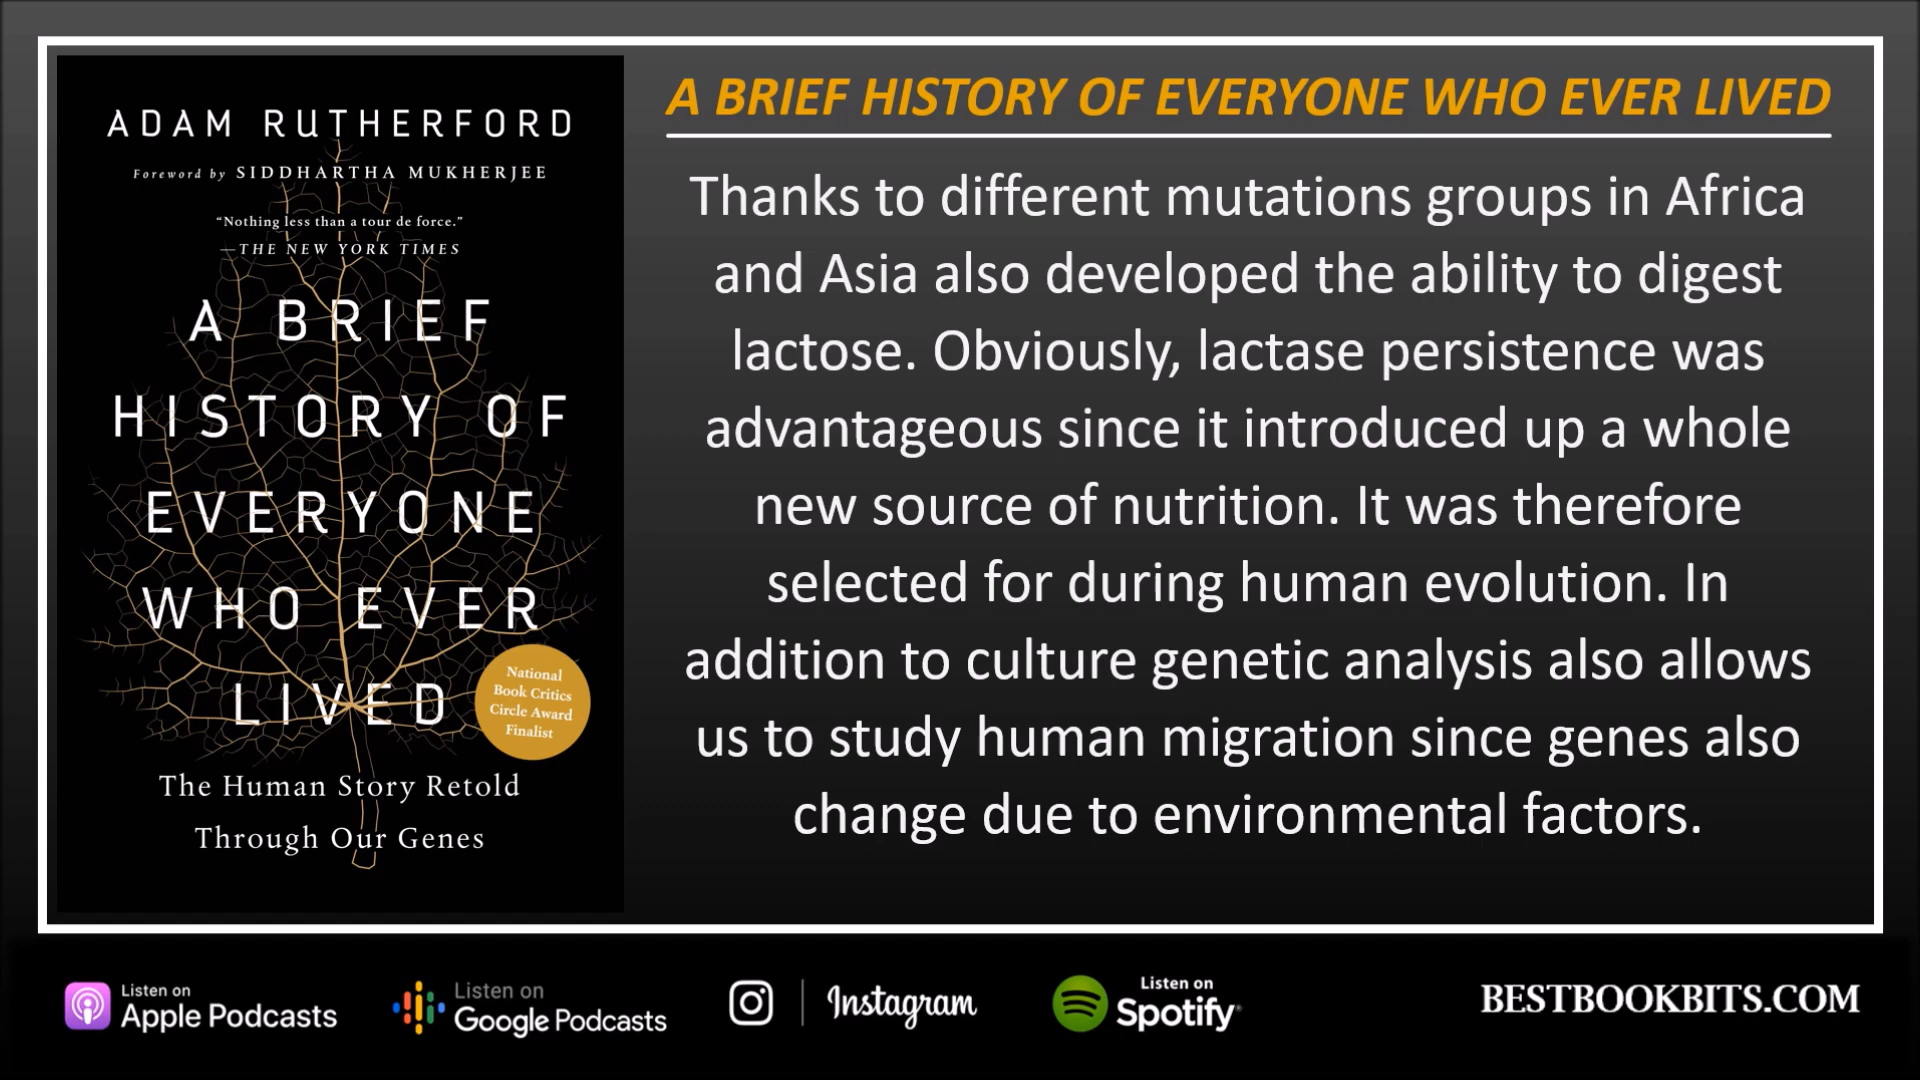 ADAM RUTHERFORD
Foreword by SIDDHARTHA MUKHERJEE
“Nothing less than a tour de force.”
—THE NEW YORK TIMES
A BRIEF
HISTORY OF
EVERYONE
WHO EVER
LIVED
National
Book Critics
Circle Award
Finalist
The Human Story Retold
Through Our Genes
A BRIEF HISTORY OF EVERYONE WHO EVER LIVED
Thanks to different mutations groups in Africa
and Asia also developed the ability to digest
lactose. Obviously, lactase persistence was
advantageous since it introduced up a whole
new source of nutrition. It was therefore
selected for during human evolution. In
addition to culture genetic analysis also allows
us to study human migration since genes also
change due to environmental factors.
Listen on
Apple Podcasts
Listen on
Google Podcasts
Instagram
Listen on
Spotify
BESTBOOKBITS.COM